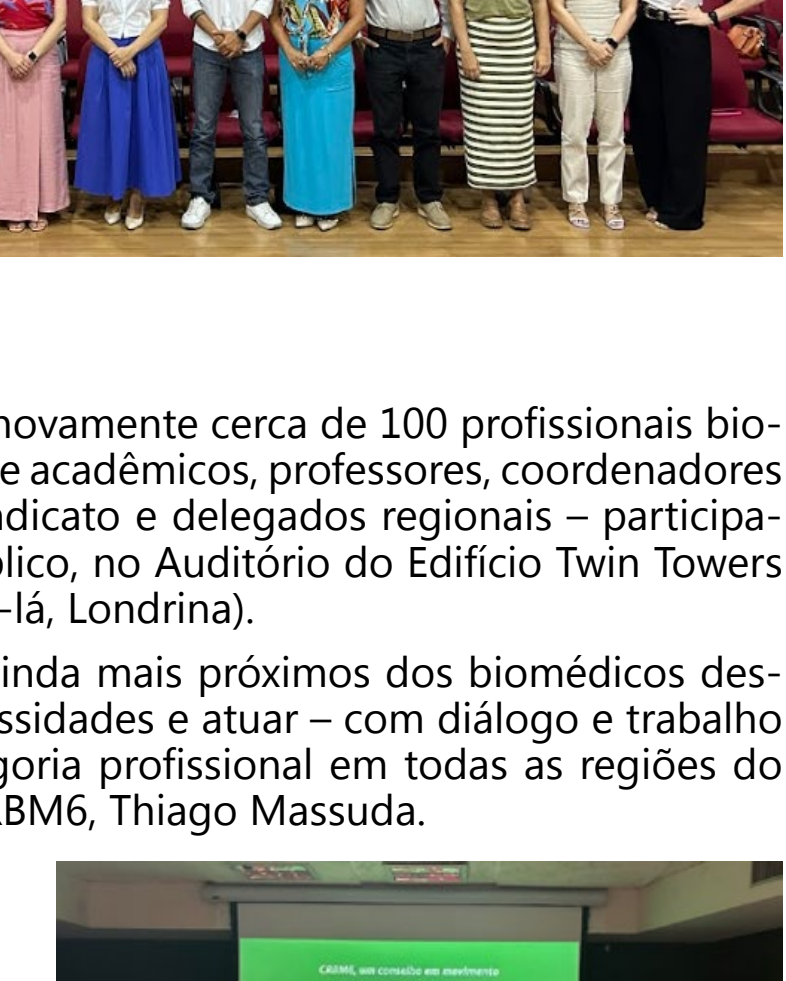 novamente cerca de 100 profissionais bio-
e acadêmicos, professores, coordenadores
dicato e delegados regionais – participa-
lico, no Auditório do Edifício Twin Towers
-lá, Londrina).
inda mais próximos dos biomédicos des-
ssidades e atuar – com diálogo e trabalho
goria profissional em todas as regiões do
BM6, Thiago Massuda.
CRBM6, um conselho em movimento